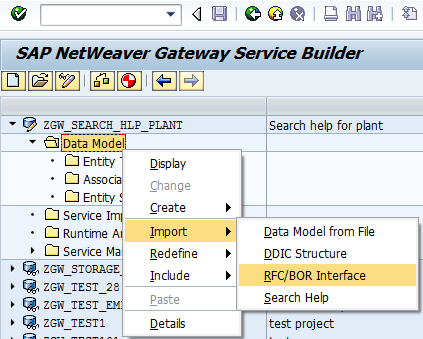 SAP NetWeaver Gateway Service Builder
ZGW_SEARCH_HLP_PLANT Search help for plant
Data Model
Entity T
Display
Associa
Change
Entity S
Create
Service Imp
Import
Data Model from File
Runtime Ar
Redefine
DDIC Structure
Service Ma
Include
RFC/BOR Interface
ZGW_STORAGE_
Paste
Search Help
ZGW_TEST_28
ZGW_TEST_EM
Details
ZGW_TEST1 test project